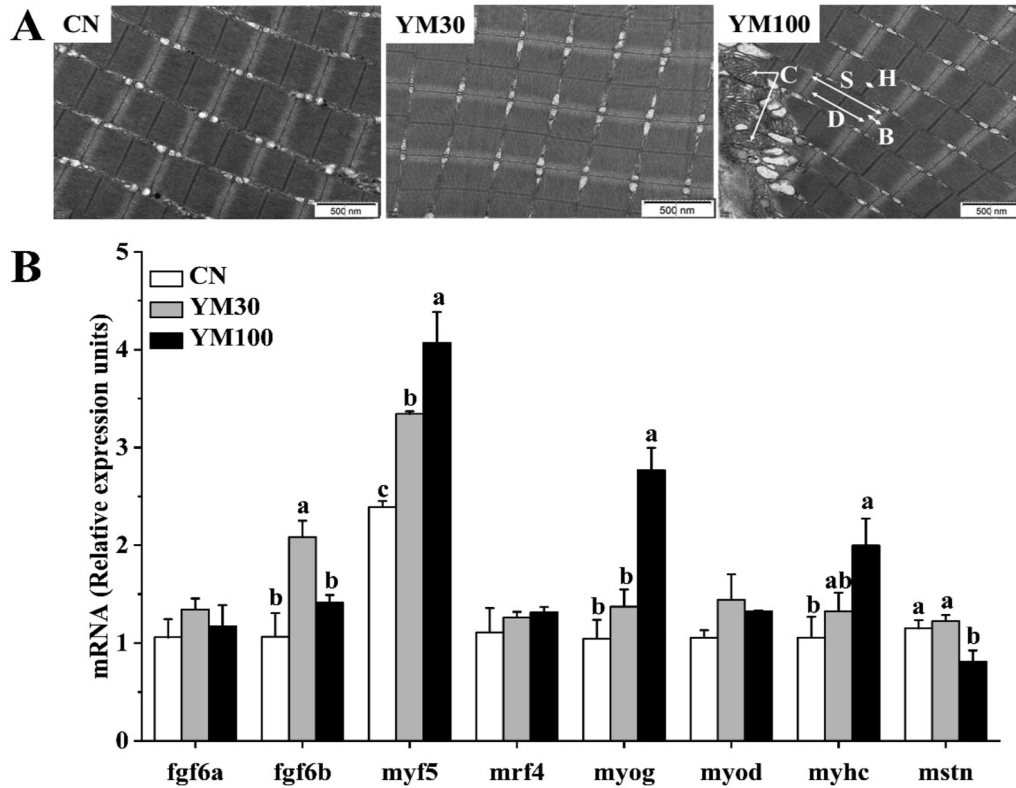 A
CN
YM30
YM100
C
S
H
D
B
500 nm
500 nm
500 nm
B
CN
YM30
YM100
mRNA (Relative expression units)
5
4
3
2
1
0
b
a
b
c
b
a
b
b
a
b
ab
a
a
a
b
fgf6a
fgf6b
myf5
mrf4
myog
myod
myhc
mstn